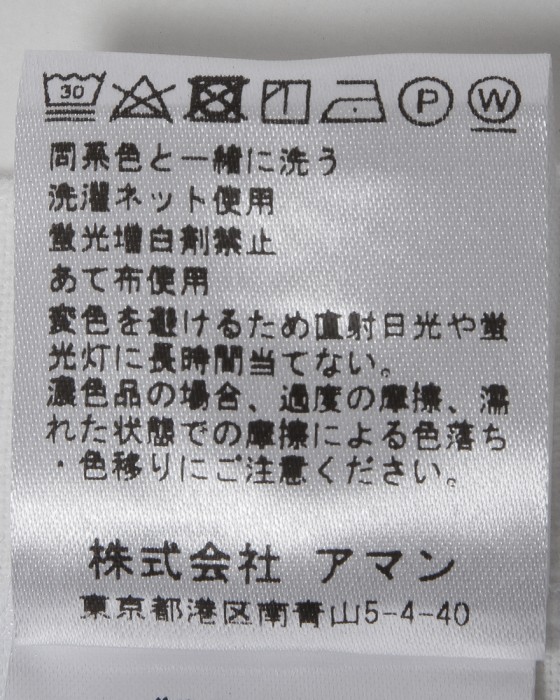 30 P W
同系色と一緒に洗う
洗濯ネット使用
蛍光増白剤禁止
あて布使用
変色を避けるため直射日光や蛍
光灯に長時間当てない。
濃色品の場合、過度の摩擦、濡
れた状態での摩擦による色落ち
・色移りにご注意ください。
株式会社 アマン
東京都港区南青山5-4-40